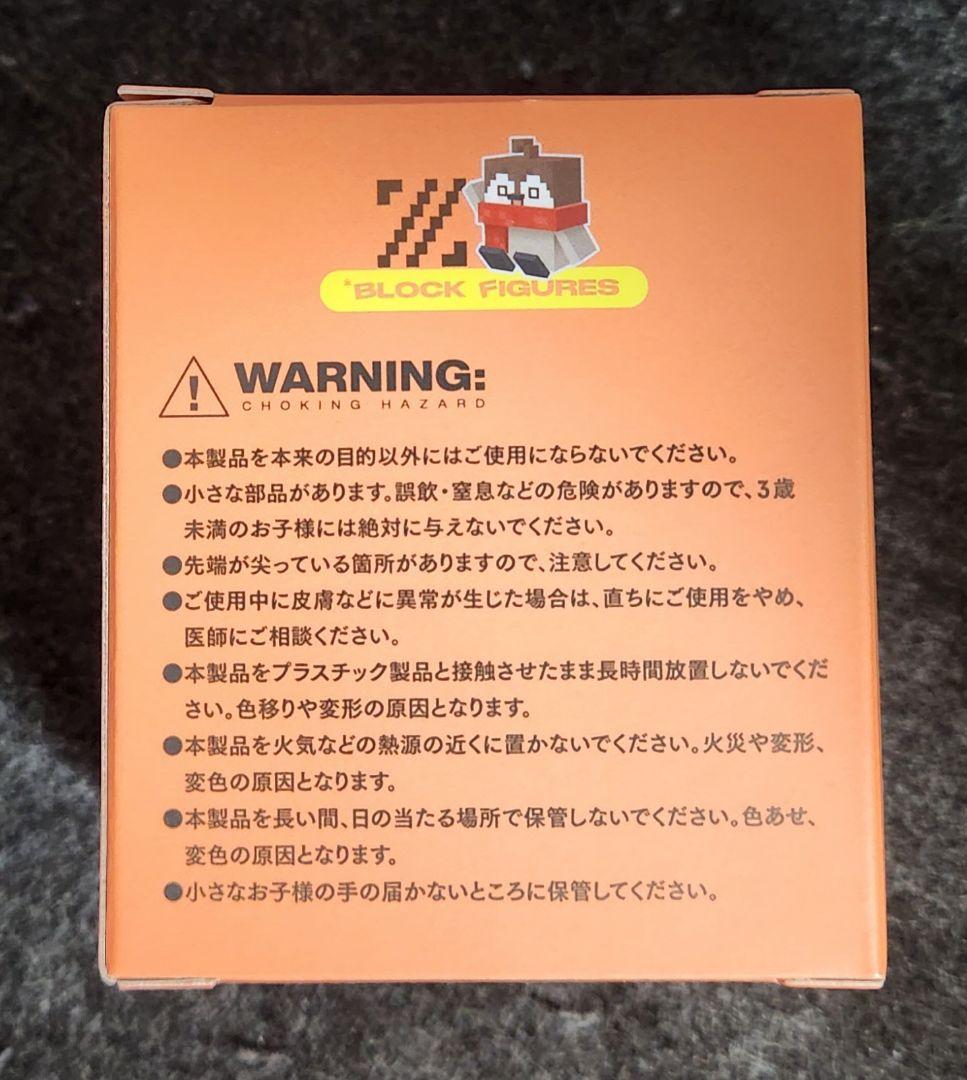 *BLOCK FIGURES
WARNING:
CHOKING HAZARD
●本製品を本来の目的以外にはご使用にならないでください。
●小さな部品があります。誤飲・窒息などの危険がありますので、3歳
未満のお子様には絶対に与えないでください。
●先端が尖っている箇所がありますので、注意してください。
●ご使用中に皮膚などに異常が生じた場合は、直ちにご使用をやめ、
医師にご相談ください。
●本製品をプラスチック製品と接触させたまま長時間放置しないでくだ
さい。色移りや変形の原因となります。
●本製品を火気などの熱源の近くに置かないでください。火災や変形、
変色の原因となります。
●本製品を長い間、日の当たる場所で保管しないでください。色あせ、
変色の原因となります。
●小さなお子様の手の届かないところに保管してください。